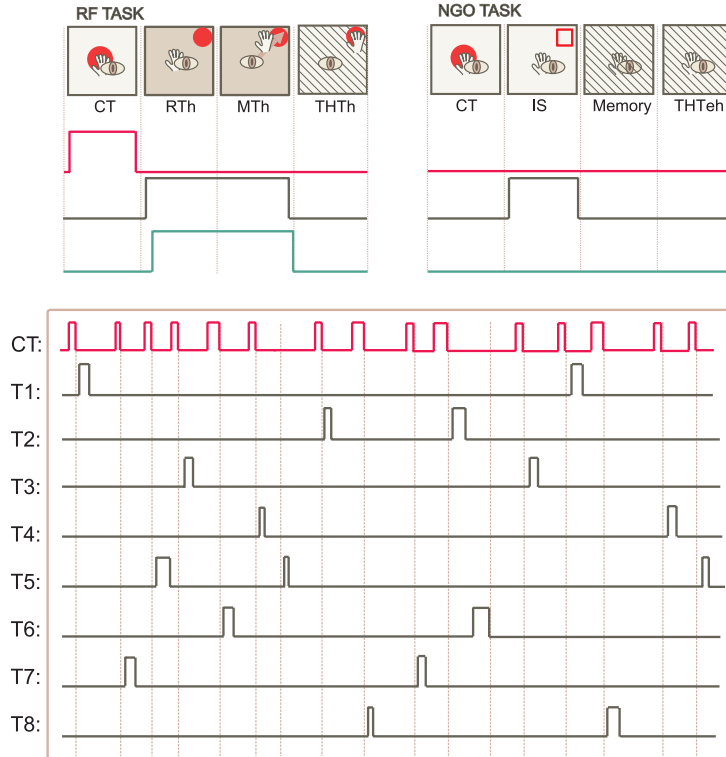 RF TASK
NGO TASK
CT RTh MTh THTh
CT IS Memory THTeh
CT:
T1:
T2:
T3:
T4:
T5:
T6:
T7:
T8: